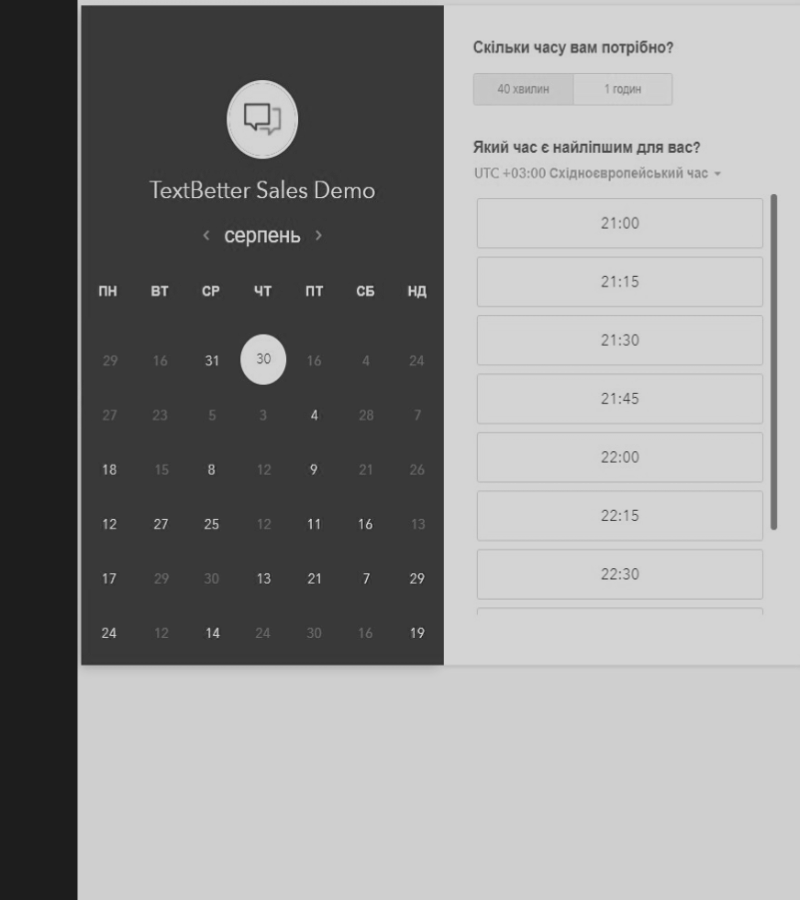 TextBetter Sales Demo
‹ серпень ›
ПН ВТ СР ЧТ ПТ СБ НД
29 16 31 30 16 4 24
27 23 5 3 4 28 7
18 15 8 12 9 21 26
12 27 25 12 11 16 13
17 29 30 13 21 7 29
24 12 14 24 30 16 19
Скільки часу вам потрібно?
40 хвилин 1 годин
Який час є найліпшим для вас?
UTC +03:00 Східноєвропейський час
21:00
21:15
21:30
21:45
22:00
22:15
22:30